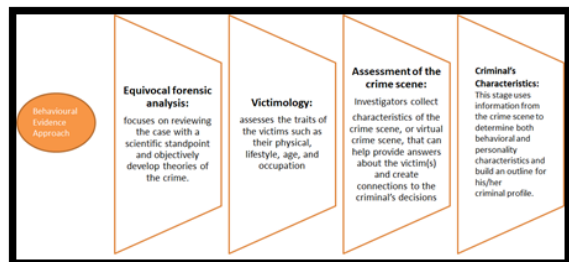 Behavioural
Evidence
Approach
Equivocal forensic
analysis:
focuses on reviewing
the case with a
scientific standpoint
and objectively
develop theories of
the crime.
Victimology:
assesses the traits of
the victims such as
their physical,
lifestyle, age, and
occupation
Assessment of the
crime scene:
Investigators collect
characteristics of the
crime scene, or virtual
crime scene, that can
help provide answers
about the victim(s)
and create
connections to the
criminal's decisions
Criminal's
Characteristics:
This stage uses
information from
the crime scene to
determine both
behavioral and
personality
characteristics and
build an outline for
his/her
criminal profile.